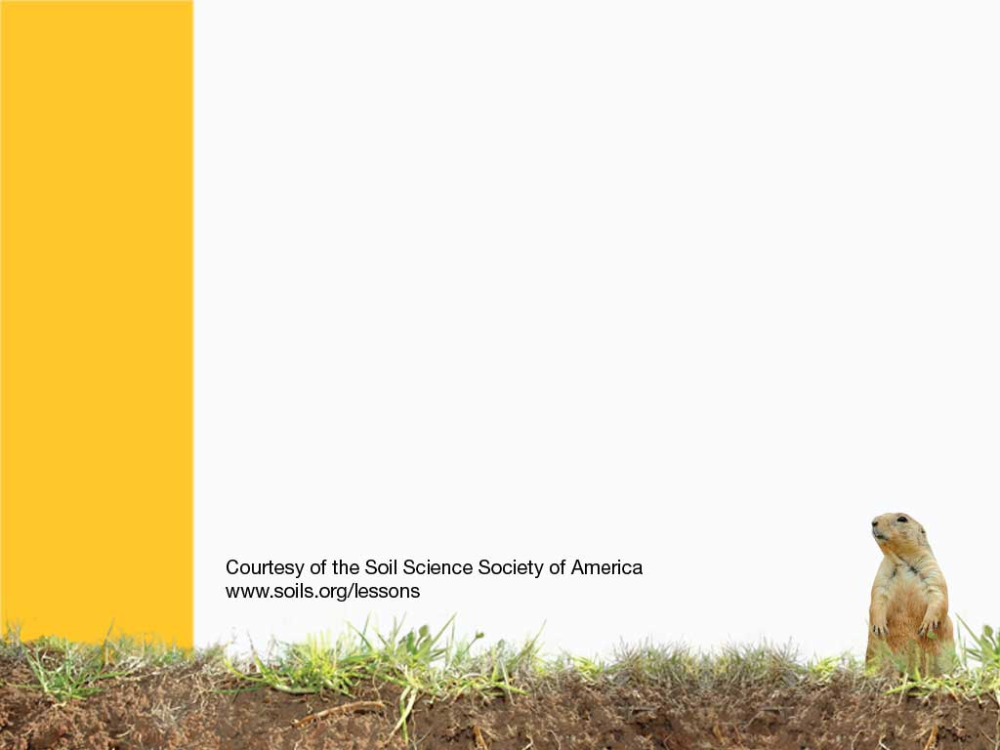 Courtesy of the Soil Science Society of America
www.soils.org/lessons